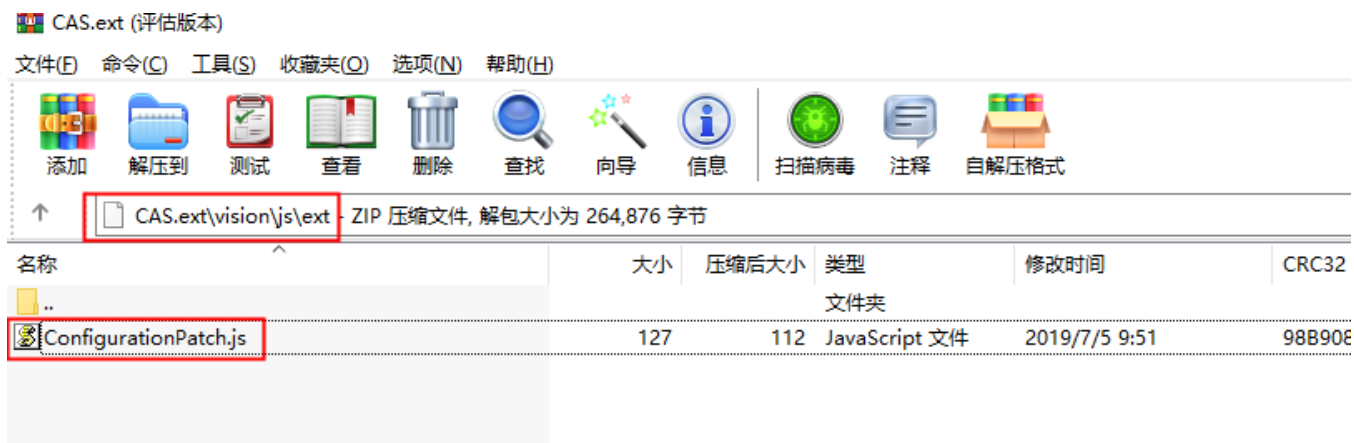 CAS.ext (评估版本)
文件(F) 命令(C) 工具(S) 收藏夹(O) 选项(N) 帮助(H)
添加 解压到 测试 查看 删除 查找 向导 信息 扫描病毒 注释 自解压格式
CAS.ext\vision\js\ext - ZIP 压缩文件, 解包大小为 264,876 字节
名称 大小 压缩后大小 类型 修改时间 CRC32
.. 文件夹
ConfigurationPatch.js 127 112 JavaScript 文件 2019/7/5 9:51 98B908